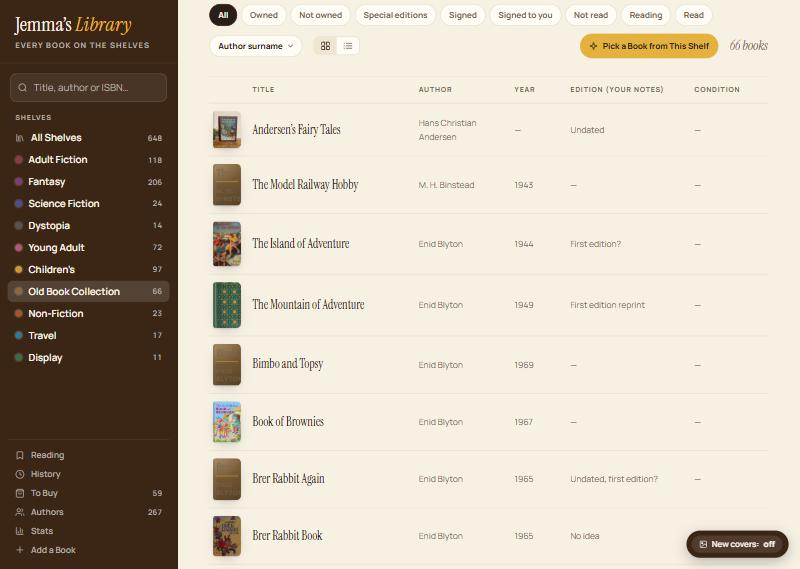 Jemma's Library
EVERY BOOK ON THE SHELVES
Title, author or ISBN...
SHELVES
All Shelves 648
Adult Fiction 118
Fantasy 206
Science Fiction 24
Dystopia 14
Young Adult 72
Children's 97
Old Book Collection 66
Non-Fiction 23
Travel 17
Display 11
Reading
History
To Buy 59
Authors 267
Stats
Add a Book
All Owned Not owned Special editions Signed Signed to you Not read Reading Read
Author surname Pick a Book from This Shelf 66 books
TITLE AUTHOR YEAR EDITION (YOUR NOTES) CONDITION
Andersen's Fairy Tales Hans Christian Andersen — Undated —
The Model Railway Hobby M. H. Binstead 1943 — —
The Island of Adventure Enid Blyton 1944 First edition? —
The Mountain of Adventure Enid Blyton 1949 First edition reprint —
Bimbo and Topsy Enid Blyton 1969 — —
Book of Brownies Enid Blyton 1967 — —
Brer Rabbit Again Enid Blyton 1965 Undated, first edition? —
Brer Rabbit Book Enid Blyton 1965 No idea
New covers: off